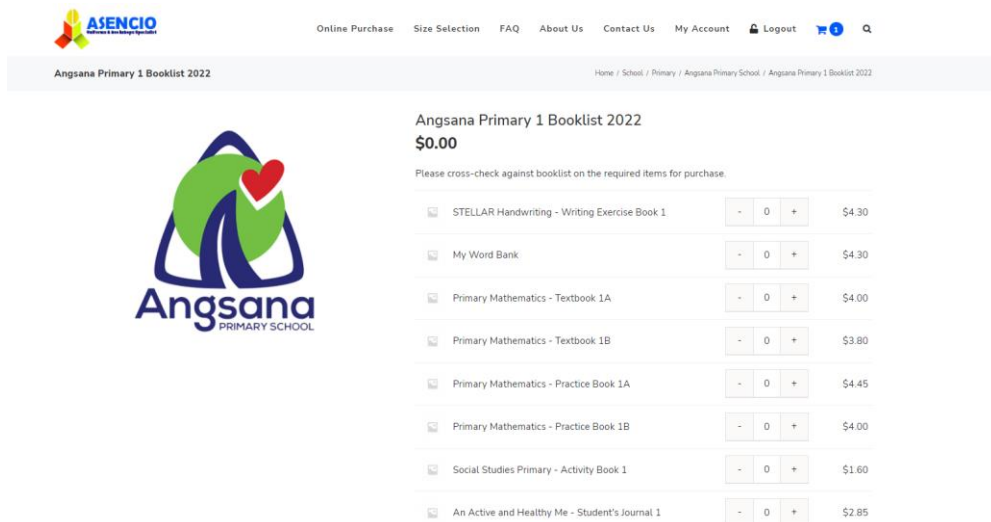 ASENCIO
Online Purchase Size Selection FAQ About Us Contact Us My Account Logout 1
Angsana Primary 1 Booklist 2022
Home / School / Primary / Angsana Primary School / Angsana Primary 1 Booklist 2022
Angsana Primary 1 Booklist 2022
$0.00
Please cross-check against booklist on the required items for purchase.
Angsana
PRIMARY SCHOOL
STELLAR Handwriting - Writing Exercise Book 1 - 0 + $4.30
My Word Bank - 0 + $4.30
Primary Mathematics - Textbook 1A - 0 + $4.00
Primary Mathematics - Textbook 1B - 0 + $3.80
Primary Mathematics - Practice Book 1A - 0 + $4.45
Primary Mathematics - Practice Book 1B - 0 + $4.00
Social Studies Primary - Activity Book 1 - 0 + $1.60
An Active and Healthy Me - Student's Journal 1 - 0 + $2.85